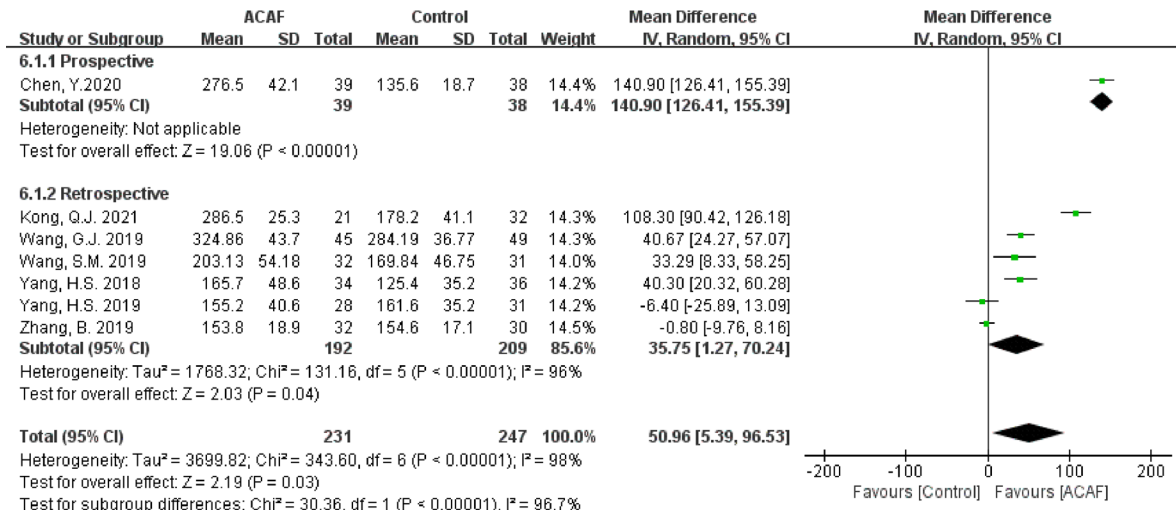 ACAF Control Mean Difference Mean Difference
Study or Subgroup Mean SD Total Mean SD Total Weight IV, Random, 95% CI IV, Random, 95% CI
6.1.1 Prospective
Chen, Y.2020 276.5 42.1 39 135.6 18.7 38 14.4% 140.90 [126.41, 155.39]
Subtotal (95% CI) 39 38 14.4% 140.90 [126.41, 155.39]
Heterogeneity: Not applicable
Test for overall effect: Z = 19.06 (P < 0.00001)
6.1.2 Retrospective
Kong, Q.J. 2021 286.5 25.3 21 178.2 41.1 32 14.3% 108.30 [90.42, 126.18]
Wang, G.J. 2019 324.86 43.7 45 284.19 36.77 49 14.3% 40.67 [24.27, 57.07]
Wang, S.M. 2019 203.13 54.18 32 169.84 46.75 31 14.0% 33.29 [8.33, 58.25]
Yang, H.S. 2018 165.7 48.6 34 125.4 35.2 36 14.2% 40.30 [20.32, 60.28]
Yang, H.S. 2019 155.2 40.6 28 161.6 35.2 31 14.2% -6.40 [-25.89, 13.09]
Zhang, B. 2019 153.8 18.9 32 154.6 17.1 30 14.5% -0.80 [-9.76, 8.16]
Subtotal (95% CI) 192 209 85.6% 35.75 [1.27, 70.24]
Heterogeneity: Tau² = 1768.32; Chi² = 131.16, df = 5 (P < 0.00001); I² = 96%
Test for overall effect: Z = 2.03 (P = 0.04)
Total (95% CI) 231 247 100.0% 50.96 [5.39, 96.53]
Heterogeneity: Tau² = 3699.82; Chi² = 343.60, df = 6 (P < 0.00001); I² = 98%
Test for overall effect: Z = 2.19 (P = 0.03)
Test for subgroup differences: Chi² = 30.36, df = 1 (P < 0.00001), I² = 96.7%
-200 -100 0 100 200
Favours [Control] Favours [ACAF]